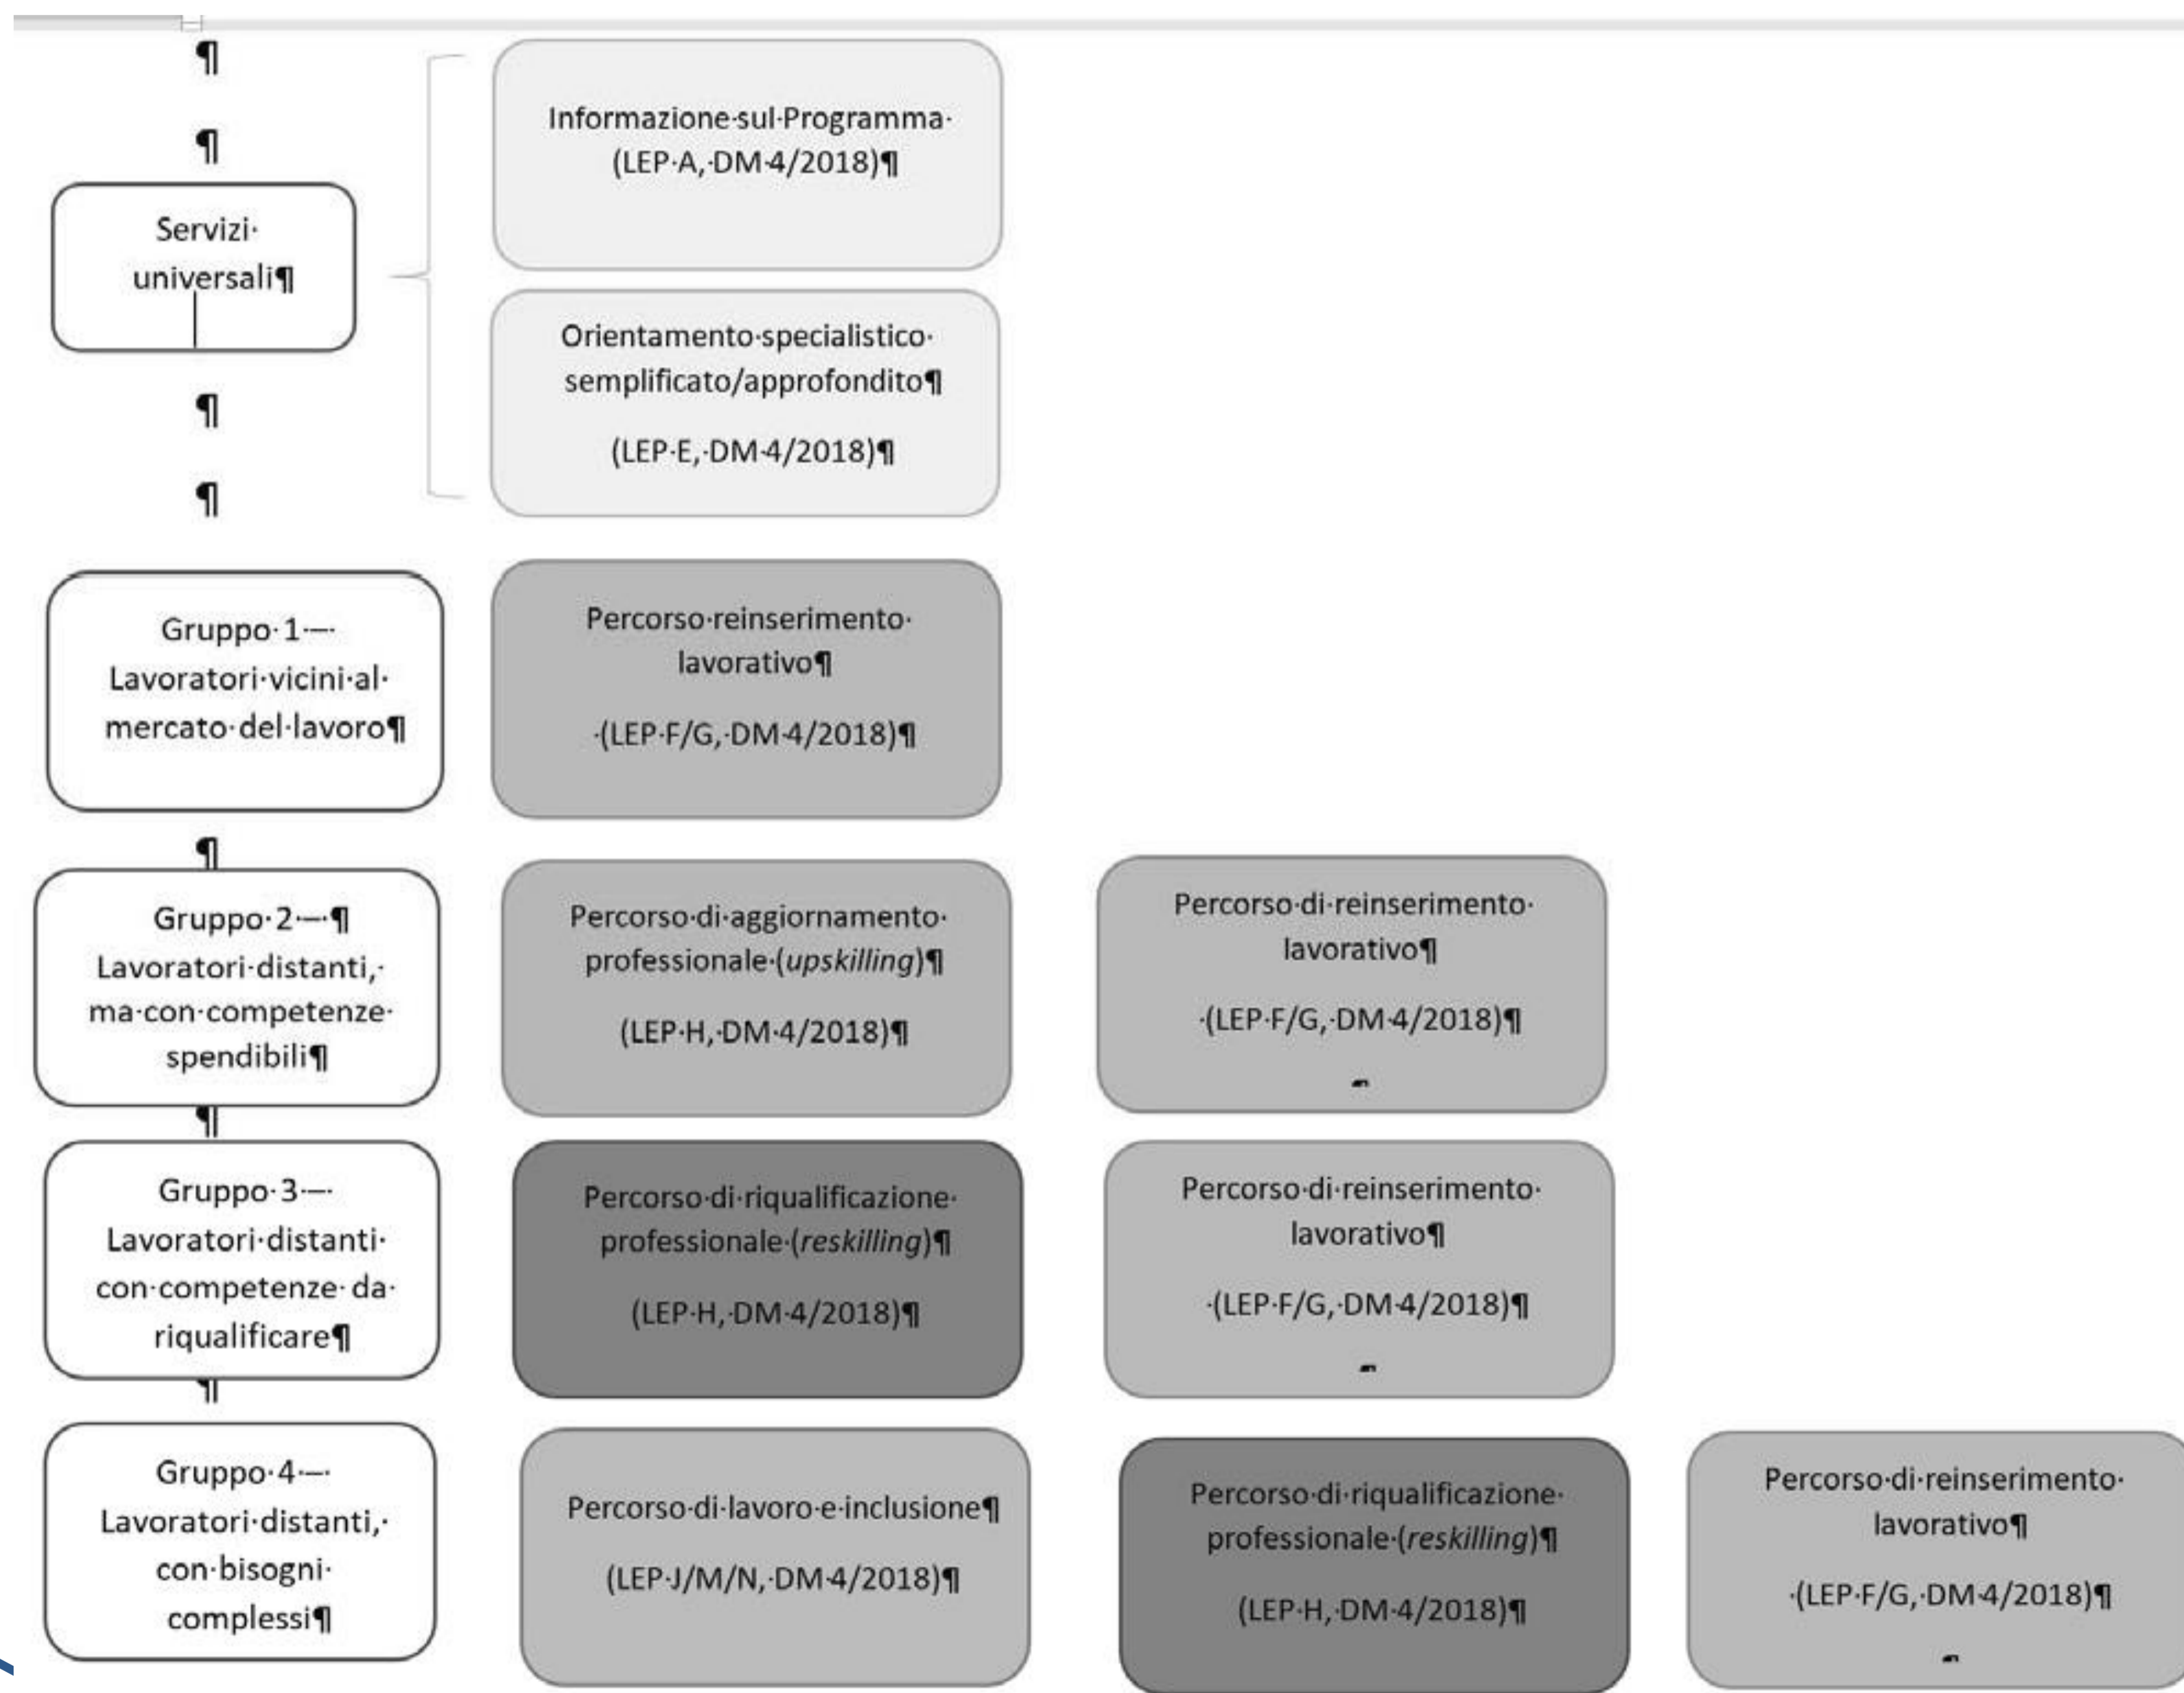 ¶
¶
Servizi·
universali¶
¶
¶
Informazione·sul·Programma·
(LEP·A,·DM·4/2018)¶
Orientamento·specialistico·
semplificato/approfondito¶
(LEP·E,·DM·4/2018)¶
Gruppo·1·–·
Lavoratori·vicini·al·
mercato·del·lavoro¶
Percorso·reinserimento·
lavorativo¶
·(LEP·F/G,·DM·4/2018)¶
¶
Gruppo·2·–·¶
Lavoratori·distanti,·
ma·con·competenze·
spendibili¶
Percorso·di·aggiornamento·
professionale·(upskilling)¶
(LEP·H,·DM·4/2018)¶
Percorso·di·reinserimento·
lavorativo¶
·(LEP·F/G,·DM·4/2018)¶
¶
Gruppo·3·–·
Lavoratori·distanti·
con·competenze·da·
riqualificare¶
Percorso·di·riqualificazione·
professionale·(reskilling)¶
(LEP·H,·DM·4/2018)¶
Percorso·di·reinserimento·
lavorativo¶
·(LEP·F/G,·DM·4/2018)¶
¶
Gruppo·4·–·
Lavoratori·distanti,·
con·bisogni·
complessi¶
Percorso·di·lavoro·e·inclusione¶
(LEP·J/M/N,·DM·4/2018)¶
Percorso·di·riqualificazione·
professionale·(reskilling)¶
(LEP·H,·DM·4/2018)¶
Percorso·di·reinserimento·
lavorativo¶
·(LEP·F/G,·DM·4/2018)¶